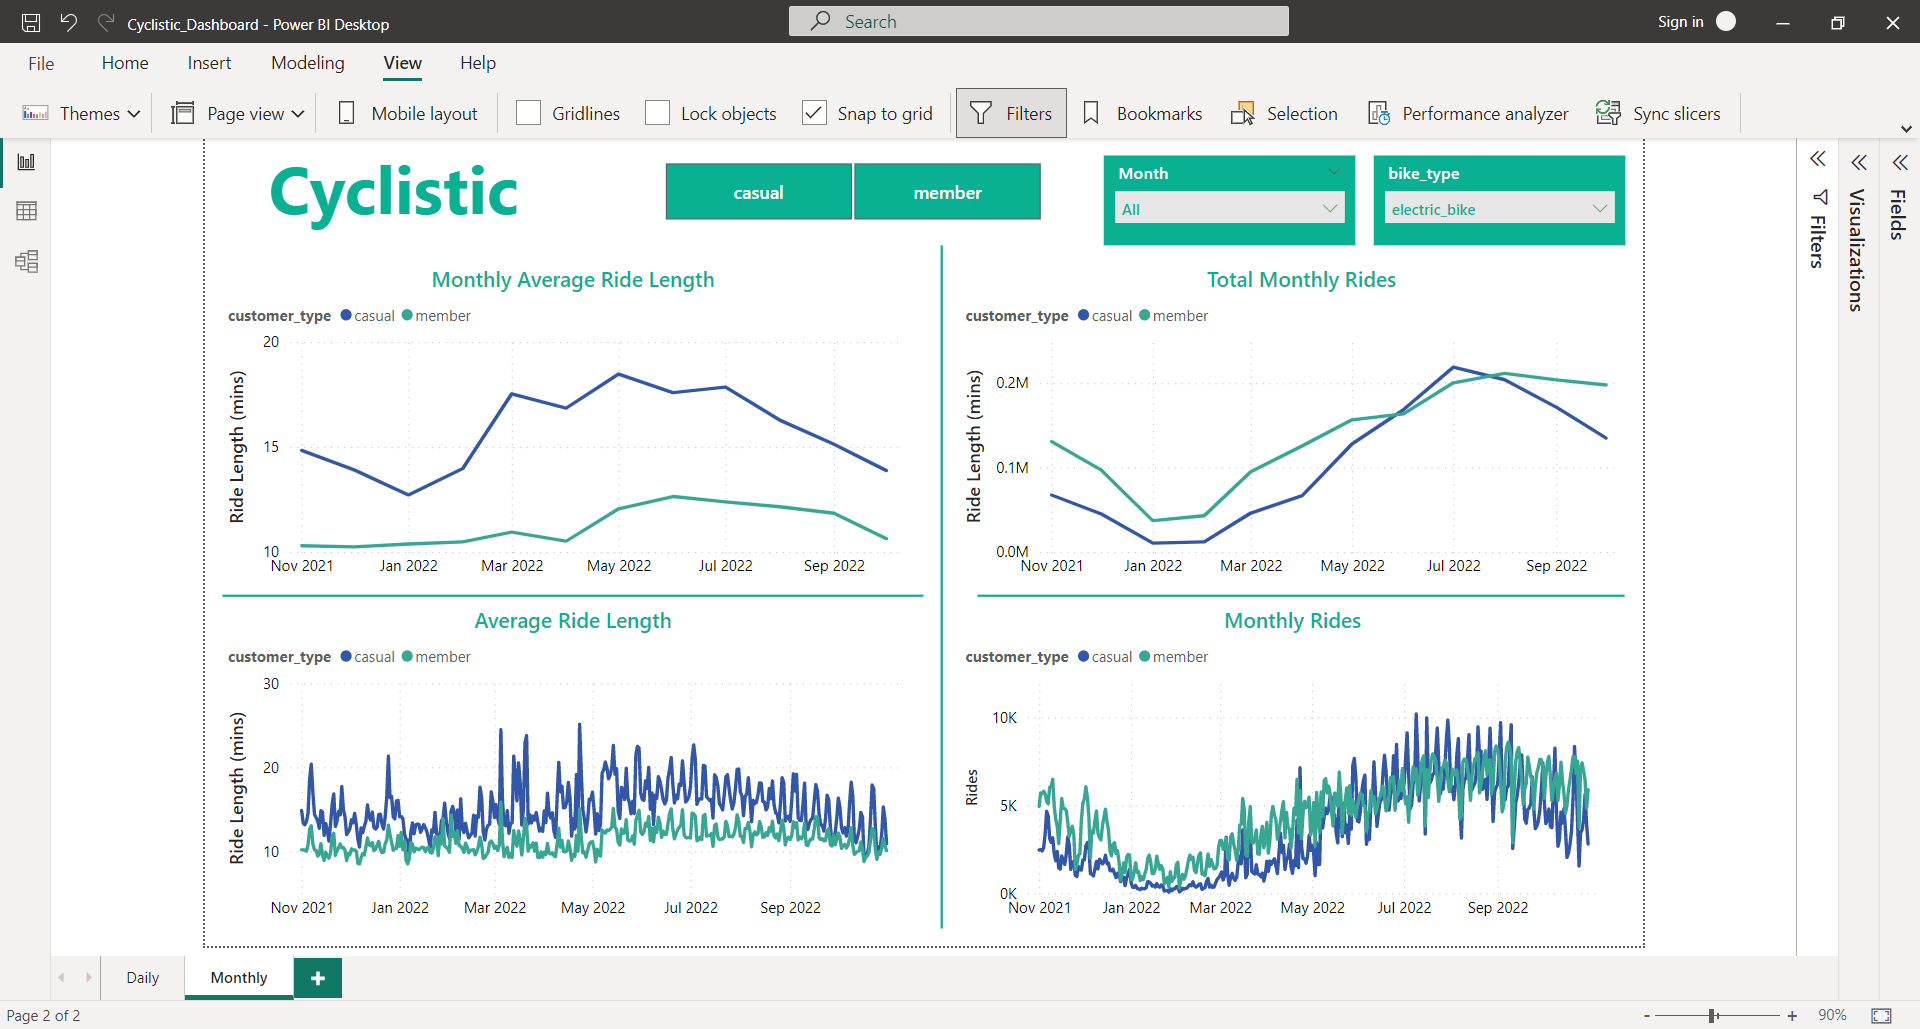 Cyclistic_Dashboard - Power BI Desktop
Search
Sign in
File Home Insert Modeling View Help
Themes Page view Mobile layout Gridlines Lock objects Snap to grid Filters Bookmarks Selection Performance analyzer Sync slicers
Cyclistic
casual member
Month
All
bike_type
electric_bike
Filters
Visualizations
Fields
Monthly Average Ride Length
customer_type casual member
Ride Length (mins)
20
15
10
Nov 2021 Jan 2022 Mar 2022 May 2022 Jul 2022 Sep 2022
Total Monthly Rides
customer_type casual member
Ride Length (mins)
0.2M
0.1M
0.0M
Nov 2021 Jan 2022 Mar 2022 May 2022 Jul 2022 Sep 2022
Average Ride Length
customer_type casual member
Ride Length (mins)
30
20
10
Nov 2021 Jan 2022 Mar 2022 May 2022 Jul 2022 Sep 2022
Monthly Rides
customer_type casual member
Rides
10K
5K
0K
Nov 2021 Jan 2022 Mar 2022 May 2022 Jul 2022 Sep 2022
Daily Monthly +
Page 2 of 2
- + 90%